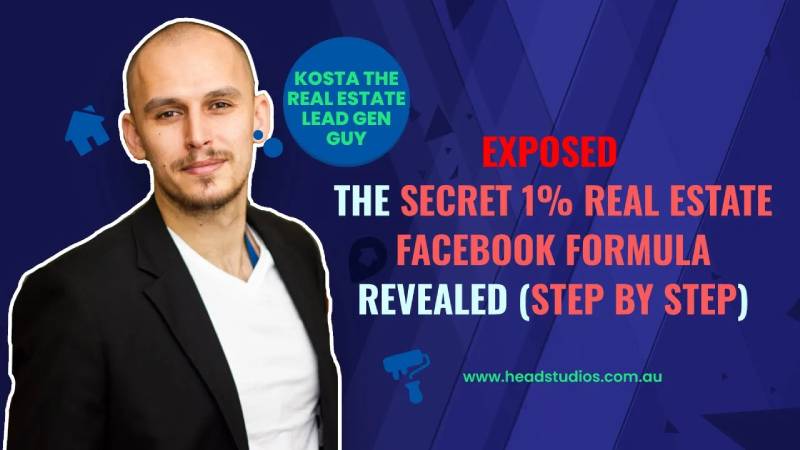 KOSTA THE
REAL ESTATE
LEAD GEN
GUY
EXPOSED
THE SECRET 1% REAL ESTATE
FACEBOOK FORMULA
REVEALED (STEP BY STEP)
www.headstudios.com.au